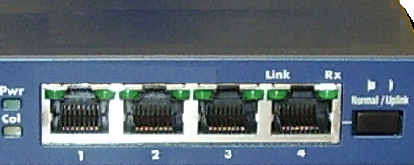 Link Rx
Pwr
Normal/Uplink
Col
1 2 3 4